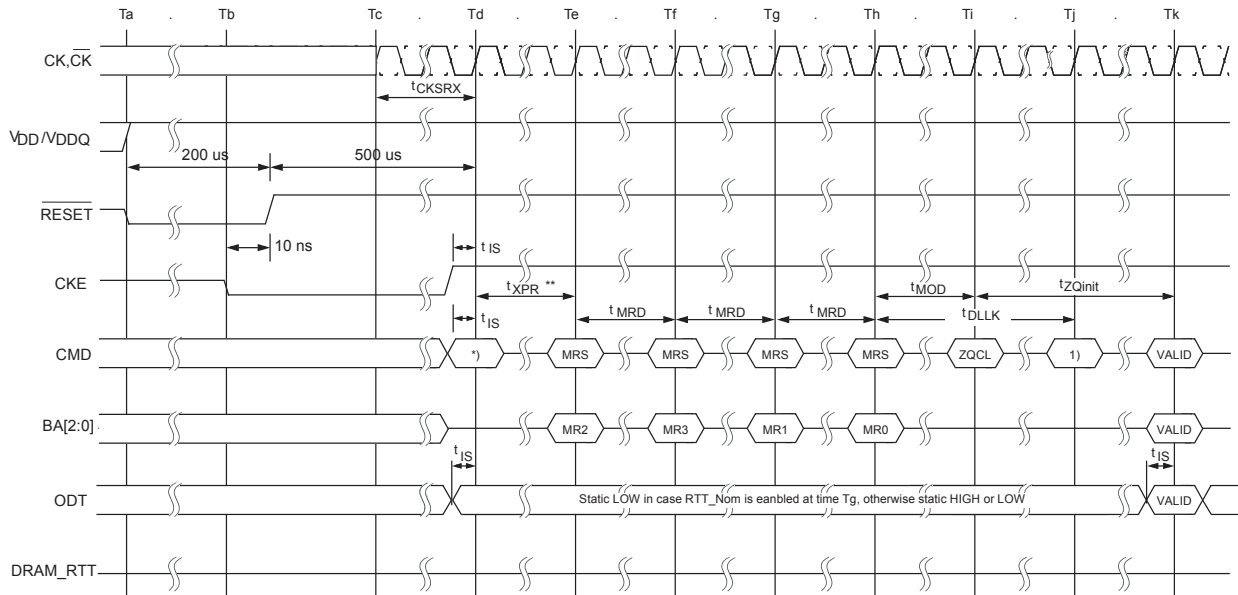 Ta . Tb . Tc . Td . Te . Tf . Tg . Th . Ti . Tj . Tk
CK,CK
tCKSRX
VDD/VDDQ
200 us 500 us
RESET
10 ns
tIS
CKE
tXPR ** tMOD tZQinit
tIS tMRD tMRD tMRD tDLLK
CMD *) MRS MRS MRS MRS ZQCL 1) VALID
BA[2:0] MR2 MR3 MR1 MR0 VALID
tIS tIS
ODT Static LOW in case RTT_Nom is eanbled at time Tg, otherwise static HIGH or LOW VALID
DRAM_RTT